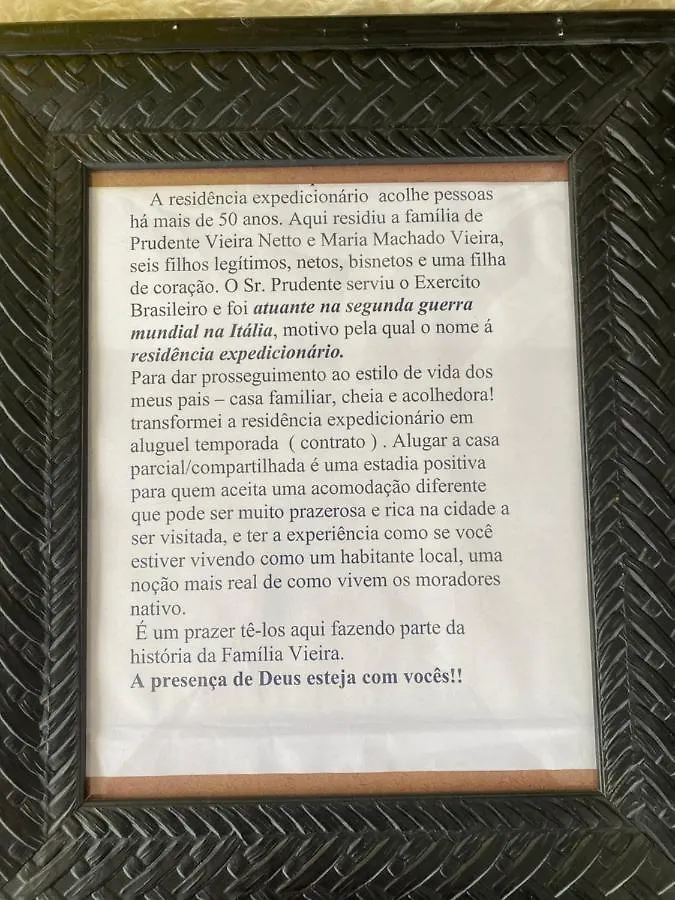 A residência expedicionário acolhe pessoas
há mais de 50 anos. Aqui residiu a família de
Prudente Vieira Netto e Maria Machado Vieira,
seis filhos legítimos, netos, bisnetos e uma filha
de coração. O Sr. Prudente serviu o Exercito
Brasileiro e foi atuante na segunda guerra
mundial na Itália, motivo pela qual o nome á
residência expedicionário.
Para dar prosseguimento ao estilo de vida dos
meus pais – casa familiar, cheia e acolhedora!
transformei a residência expedicionário em
aluguel temporada ( contrato ) . Alugar a casa
parcial/compartilhada é uma estadia positiva
para quem aceita uma acomodação diferente
que pode ser muito prazerosa e rica na cidade a
ser visitada, e ter a experiência como se você
estiver vivendo como um habitante local, uma
noção mais real de como vivem os moradores
nativo.
É um prazer tê-los aqui fazendo parte da
história da Família Vieira.
A presença de Deus esteja com vocês!!